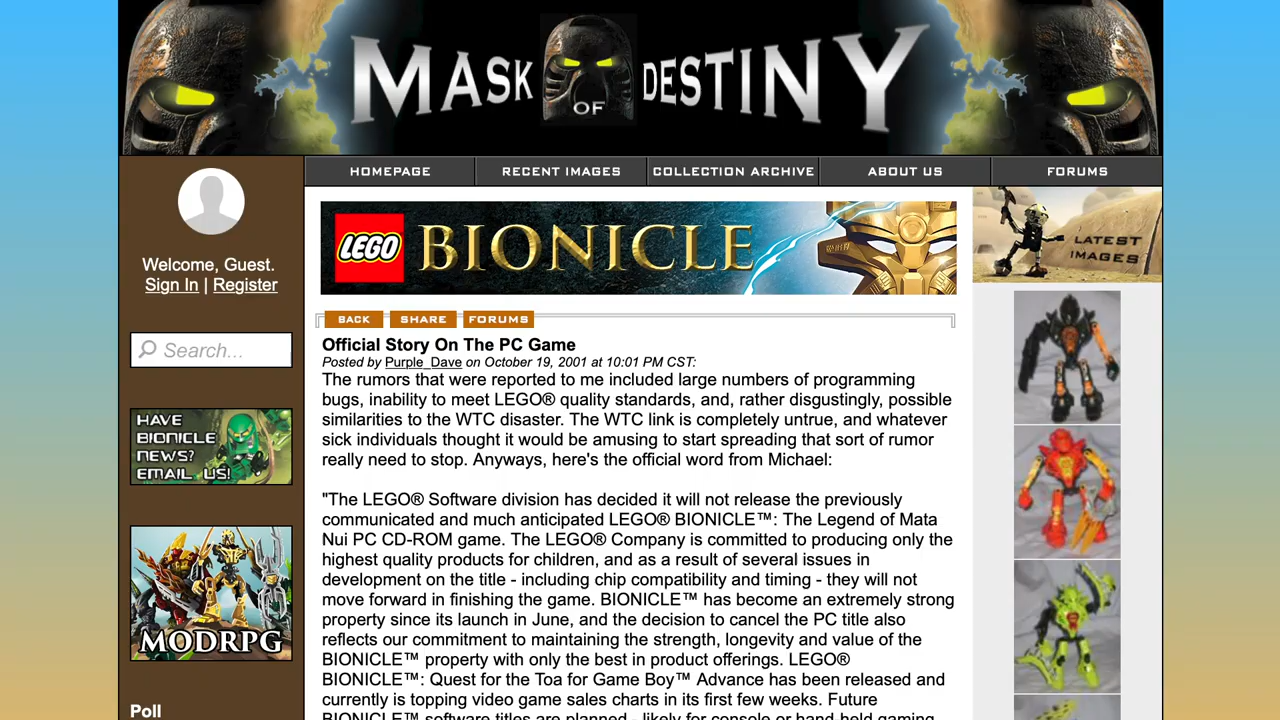 MASK OF DESTINY
HOMEPAGE
RECENT IMAGES
COLLECTION ARCHIVE
ABOUT US
FORUMS
Welcome, Guest.
Sign In | Register
Search...
HAVE
BIONICLE
NEWS?
EMAIL US!
MODRPG
Poll
LEGO BIONICLE
BACK
SHARE
FORUMS
Official Story On The PC Game
Posted by Purple_Dave on October 19, 2001 at 10:01 PM CST:
The rumors that were reported to me included large numbers of programming
bugs, inability to meet LEGO® quality standards, and, rather disgustingly, possible
similarities to the WTC disaster. The WTC link is completely untrue, and whatever
sick individuals thought it would be amusing to start spreading that sort of rumor
really need to stop. Anyways, here's the official word from Michael:
"The LEGO® Software division has decided it will not release the previously
communicated and much anticipated LEGO® BIONICLE™: The Legend of Mata
Nui PC CD-ROM game. The LEGO® Company is committed to producing only the
highest quality products for children, and as a result of several issues in
development on the title - including chip compatibility and timing - they will not
move forward in finishing the game. BIONICLE™ has become an extremely strong
property since its launch in June, and the decision to cancel the PC title also
reflects our commitment to maintaining the strength, longevity and value of the
BIONICLE™ property with only the best in product offerings. LEGO®
BIONICLE™: Quest for the Toa for Game Boy™ Advance has been released and
currently is topping video game sales charts in its first few weeks. Future
BIONICLE™ software titles are planned - likely for console or hand-held gaming
LATEST
IMAGES